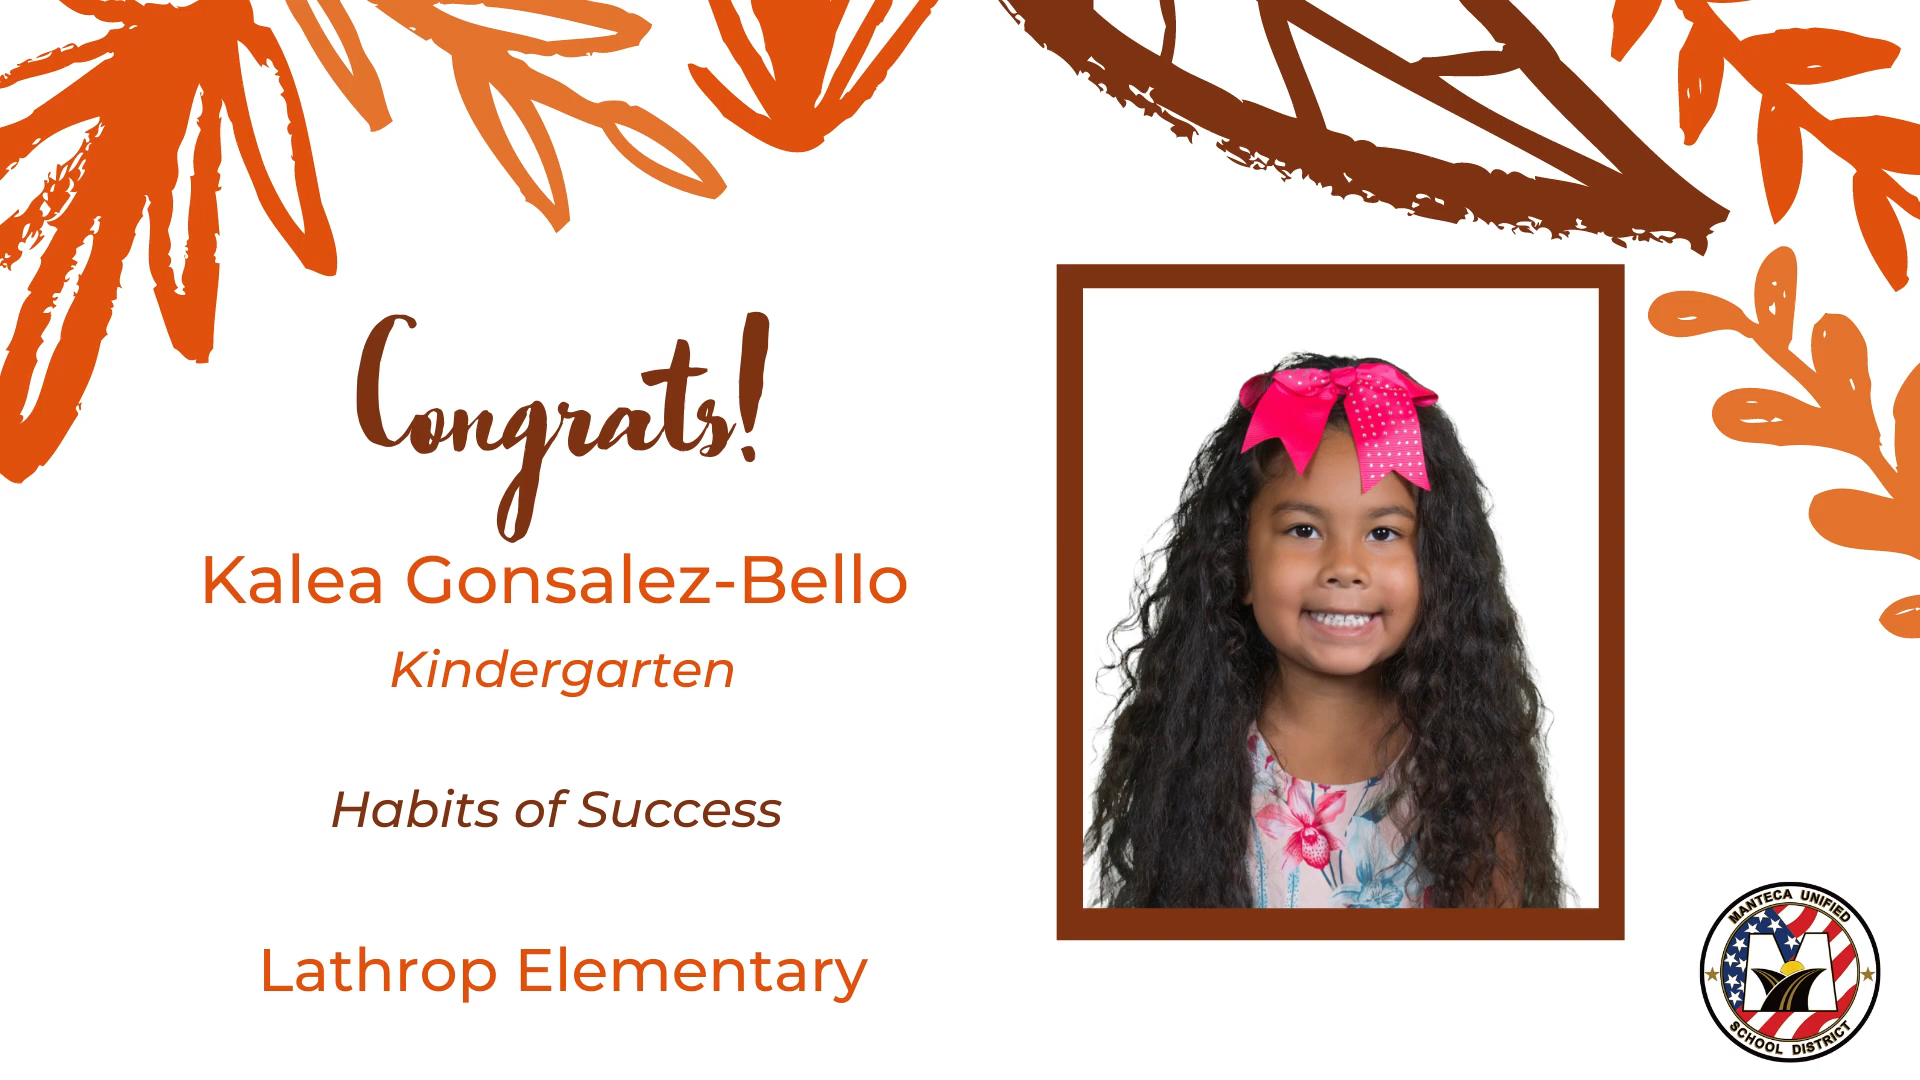 Congrats!
Kalea Gonsalez-Bello
Kindergarten
Habits of Success
Lathrop Elementary
MANTECA UNIFIED
SCHOOL DISTRICT